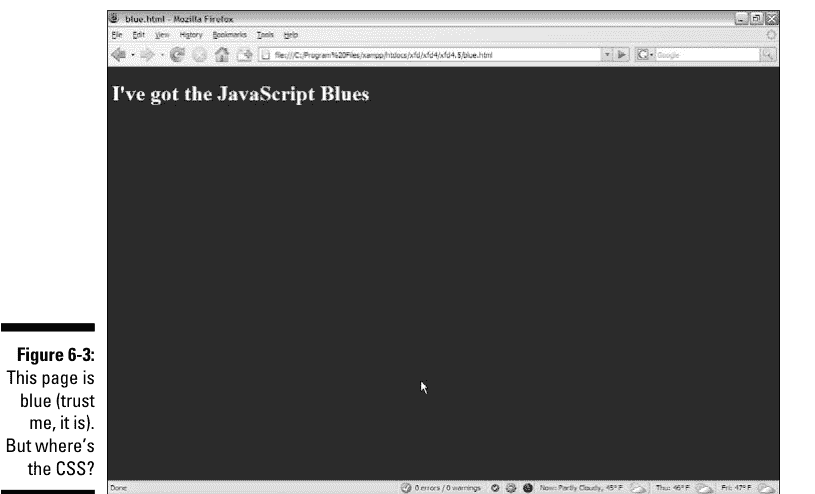 blue.html - Mozilla Firefox
File Edit View History Bookmarks Tools Help
file:///C:/Program%20Files/xampp/htdocs/xfd/xfd4/xfd4.5/blue.html
Google
I've got the JavaScript Blues
Figure 6-3:
This page is
blue (trust
me, it is).
But where's
the CSS?
Done 0 errors / 0 warnings Now: Partly Cloudy, 45° F Thu: 46° F Fri: 47° F